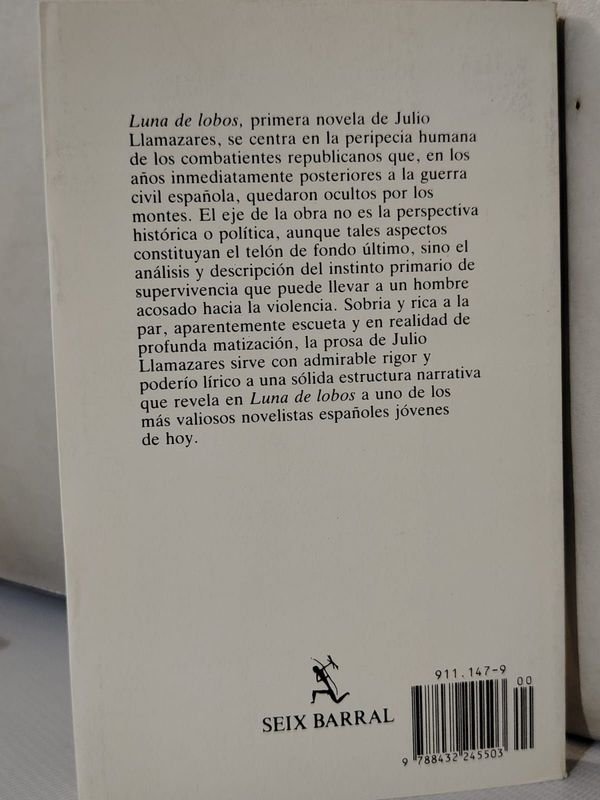 Luna de lobos, primera novela de Julio
Llamazares, se centra en la peripecia humana
de los combatientes republicanos que, en los
años inmediatamente posteriores a la guerra
civil española, quedaron ocultos por los
montes. El eje de la obra no es la perspectiva
histórica o política, aunque tales aspectos
constituyan el telón de fondo último, sino el
análisis y descripción del instinto primario de
supervivencia que puede llevar a un hombre
acosado hacia la violencia. Sobria y rica a la
par, aparentemente escueta y en realidad de
profunda matización, la prosa de Julio
Llamazares sirve con admirable rigor y
poderío lírico a una sólida estructura narrativa
que revela en Luna de lobos a uno de los
más valiosos novelistas españoles jóvenes
de hoy.
SEIX BARRAL
911.147-9
00
9 788432 245503